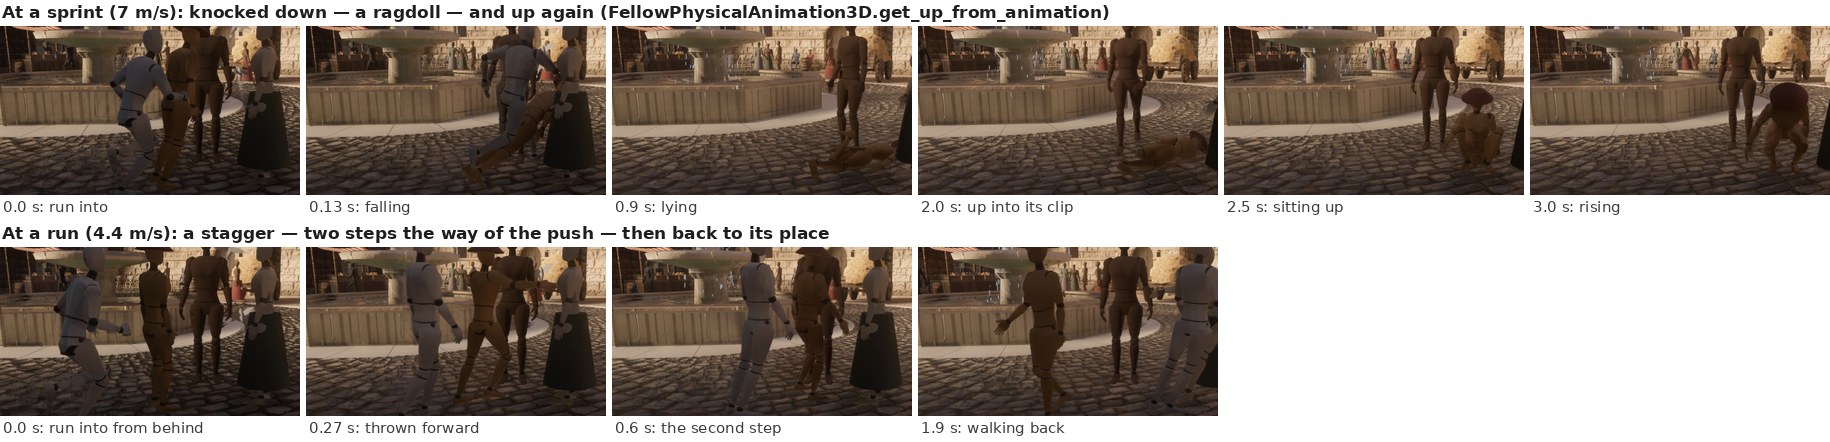 At a sprint (7 m/s): knocked down — a ragdoll — and up again (FellowPhysicalAnimation3D.get_up_from_animation)
0.0 s: run into
0.13 s: falling
0.9 s: lying
2.0 s: up into its clip
2.5 s: sitting up
3.0 s: rising
At a run (4.4 m/s): a stagger — two steps the way of the push — then back to its place
0.0 s: run into from behind
0.27 s: thrown forward
0.6 s: the second step
1.9 s: walking back